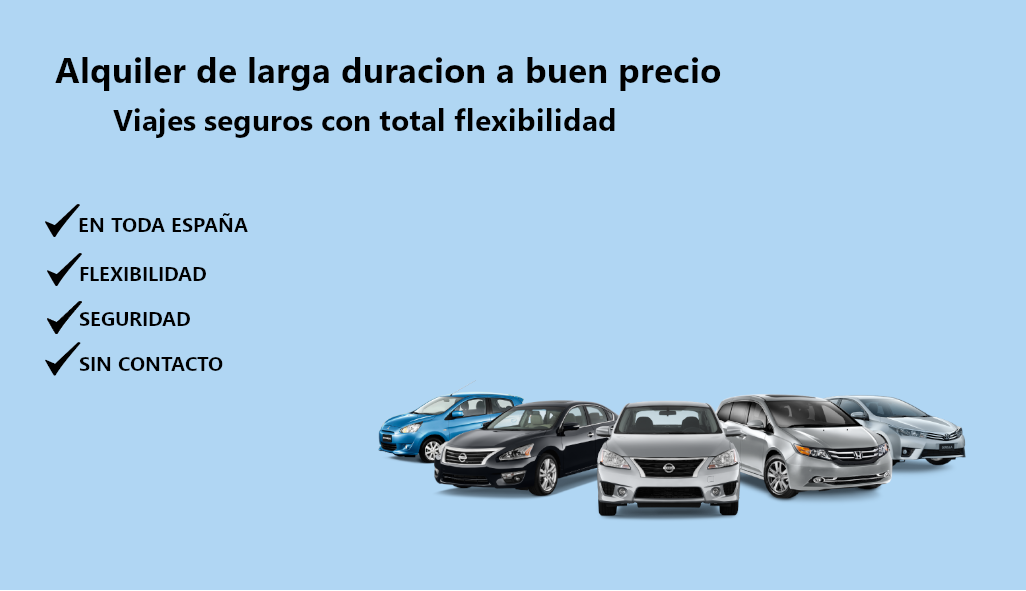 Alquiler de larga duracion a buen precio
Viajes seguros con total flexibilidad
EN TODA ESPAÑA
FLEXIBILIDAD
SEGURIDAD
SIN CONTACTO